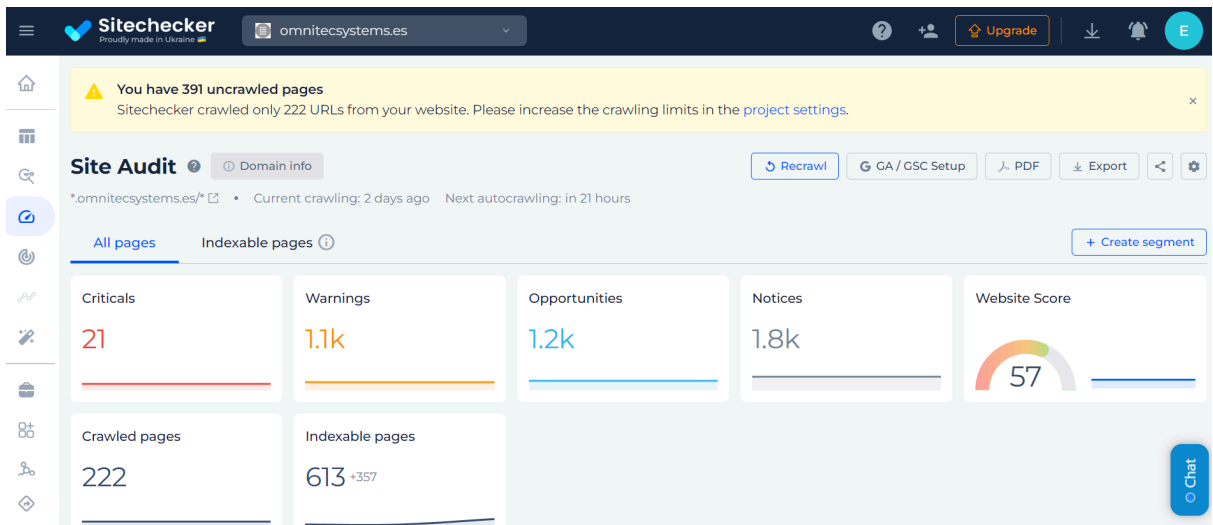 Sitechecker
Proudly made in Ukraine
omnitecsystems.es
Upgrade
E
You have 391 uncrawled pages
Sitechecker crawled only 222 URLs from your website. Please increase the crawling limits in the project settings.
Site Audit
Domain info
Recrawl
GA / GSC Setup
PDF
Export
*.omnitecsystems.es/* • Current crawling: 2 days ago Next autocrawling: in 21 hours
All pages
Indexable pages
+ Create segment
Criticals
21
Warnings
1.1k
Opportunities
1.2k
Notices
1.8k
Website Score
57
Crawled pages
222
Indexable pages
613 +357
Chat